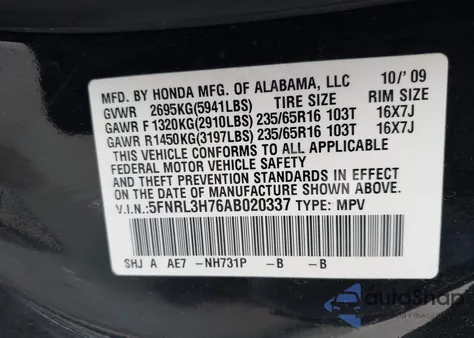 MFD. BY HONDA MFG. OF ALABAMA, LLC 10/' 09
GVWR 2695KG(5941LBS) TIRE SIZE RIM SIZE
GAWR F 1320KG(2910LBS) 235/65R16 103T 16X7J
GAWR R1450KG(3197LBS) 235/65R16 103T 16X7J
THIS VEHICLE CONFORMS TO ALL APPLICABLE
FEDERAL MOTOR VEHICLE SAFETY
AND THEFT PREVENTION STANDARDS IN EFFECT
ON THE DATE OF MANUFACTURE SHOWN ABOVE.
V.I.N.:5FNRL3H76AB020337 TYPE: MPV
SHJ A AE7 -NH731P -B -B
autoSnap